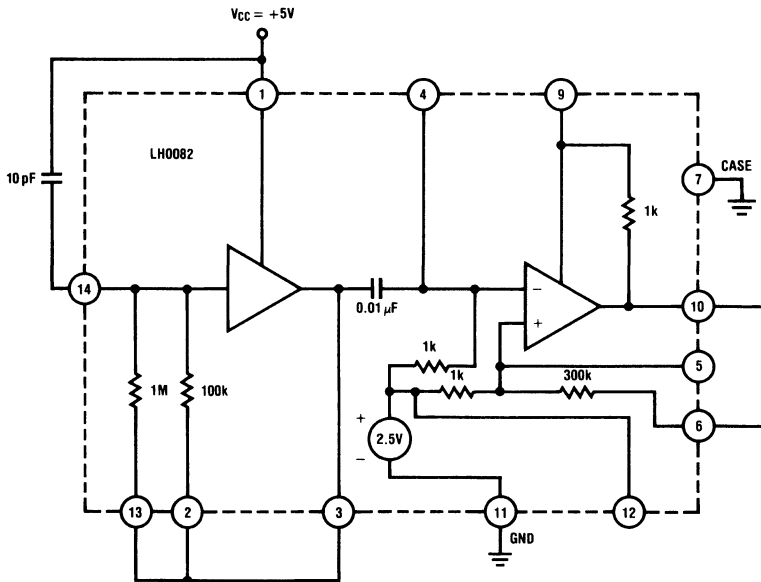 VCC = +5V
1
4
9
LH0082
CASE
7
10 pF
1k
14
−
10
0.01 μF
+
1k
5
1k
300k
1M
100k
6
+
2.5V
−
13
2
3
11
12
GND